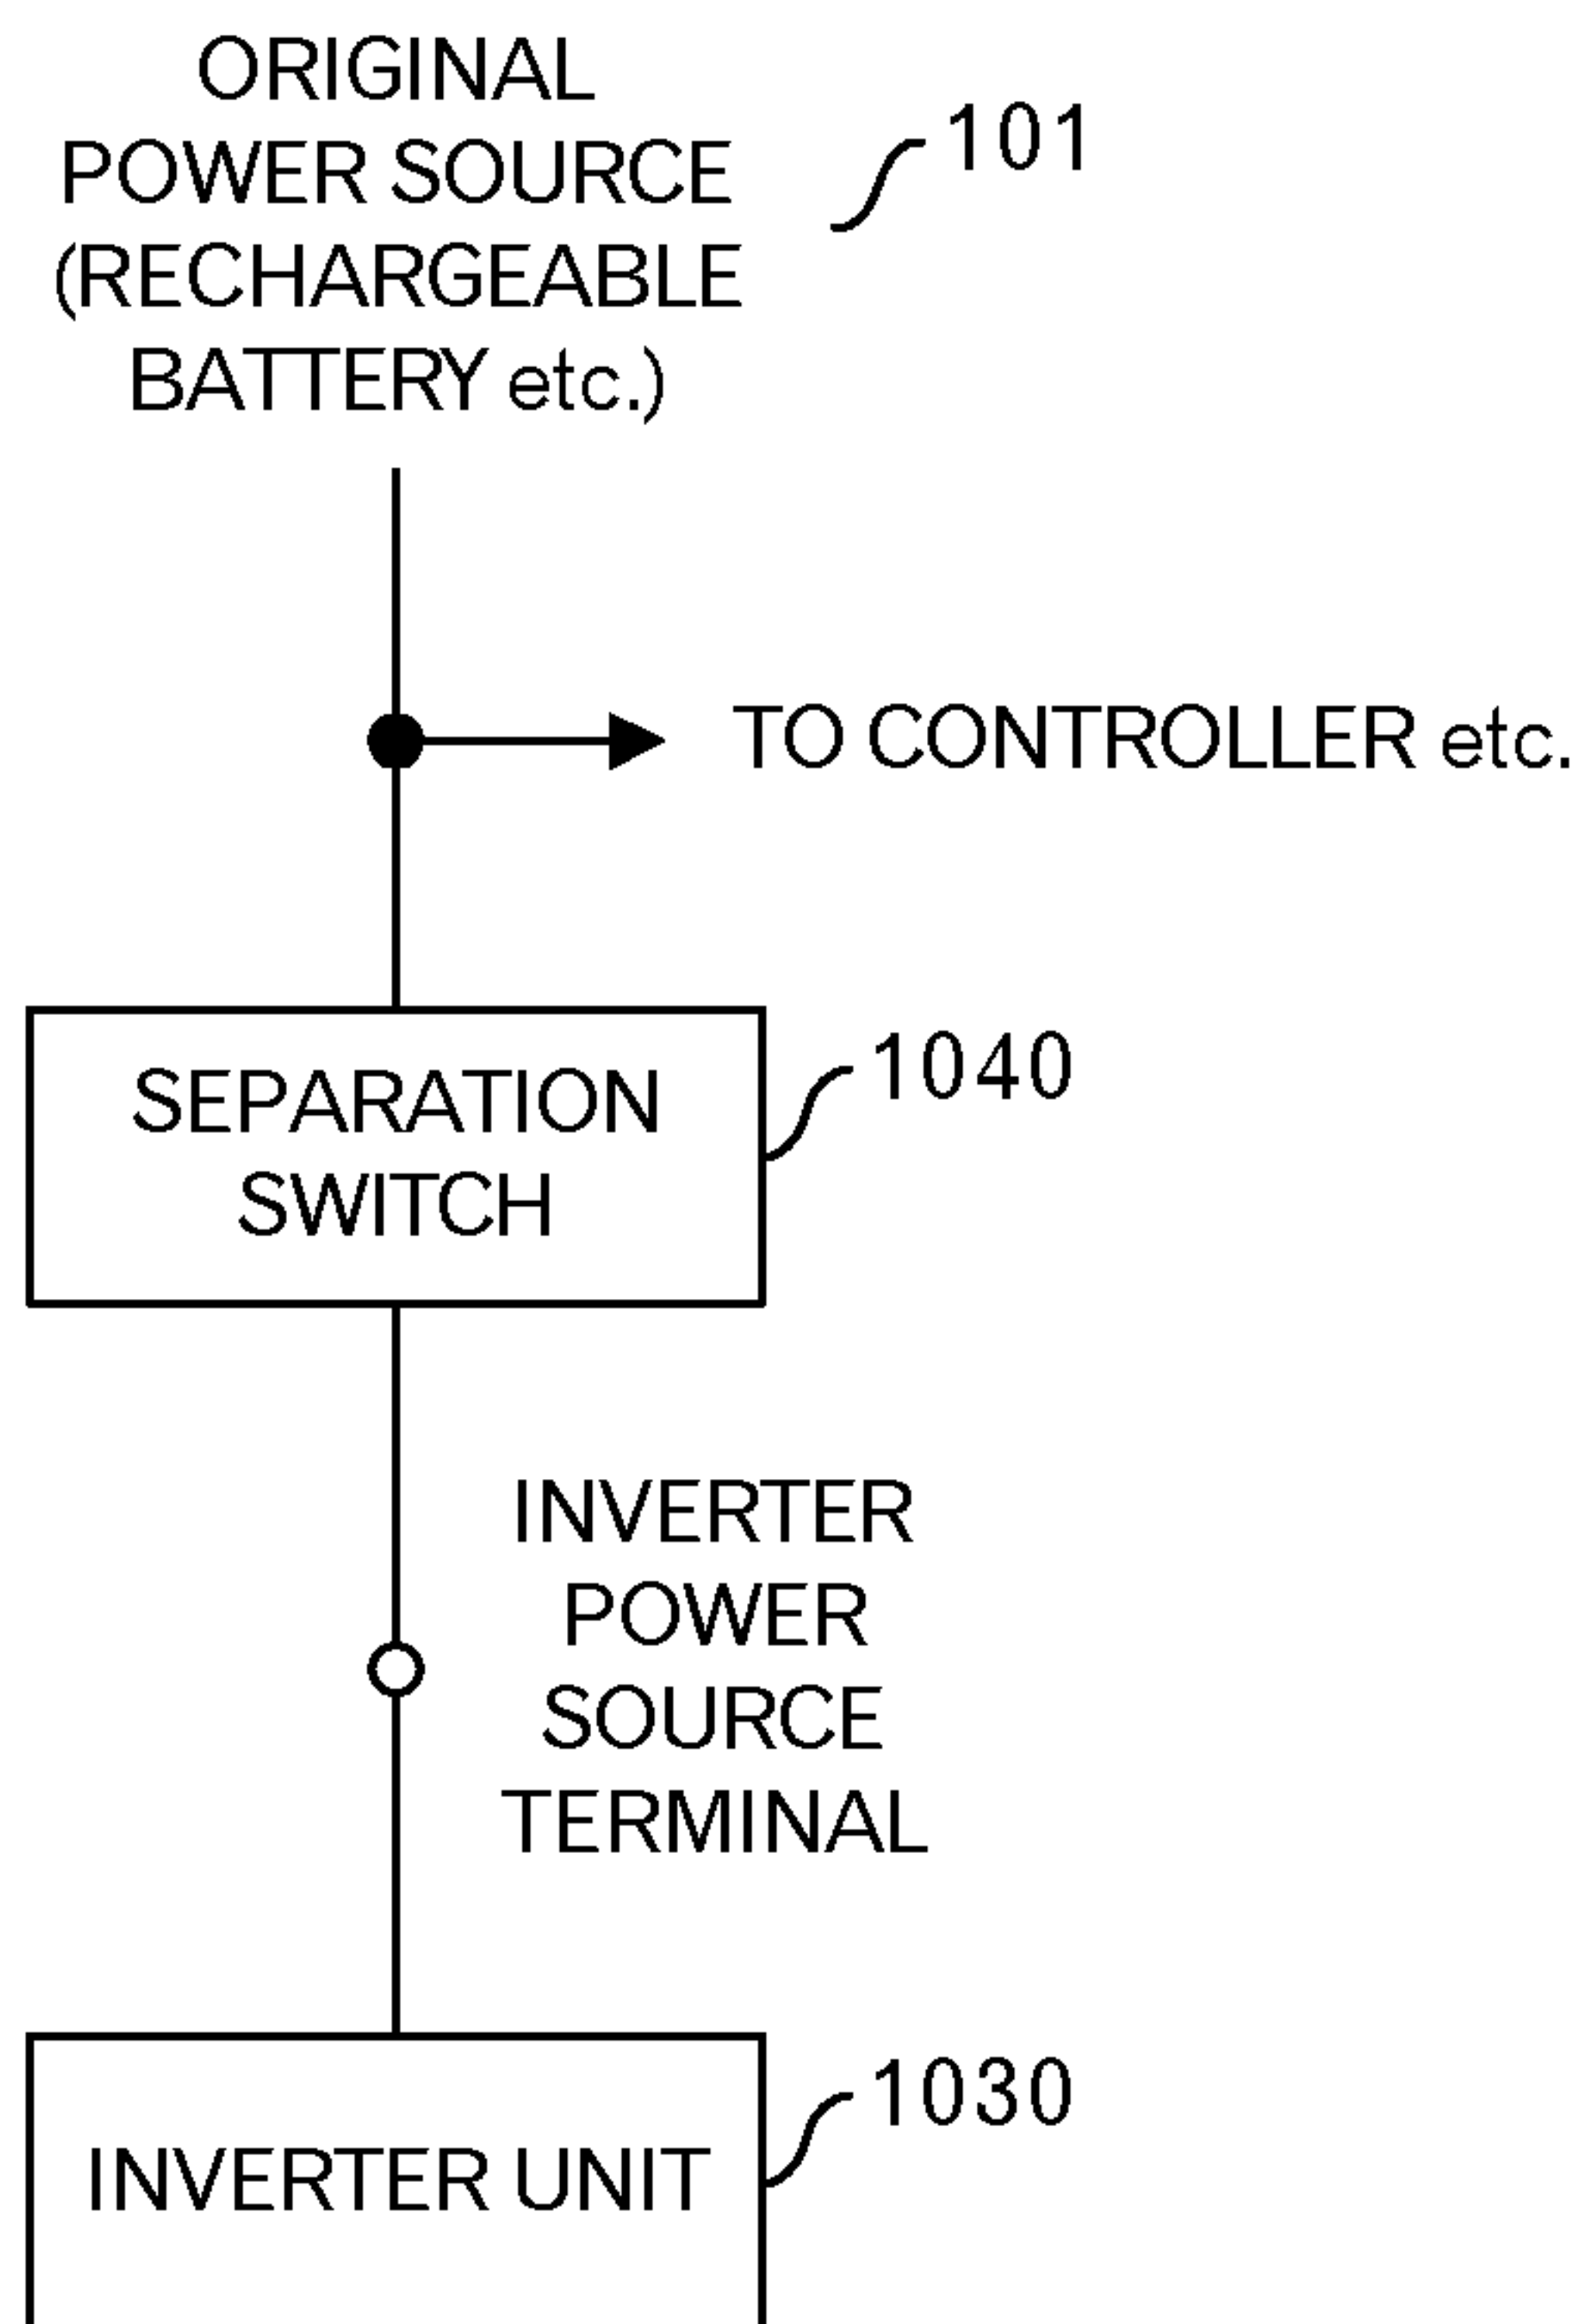 ORIGINAL
POWER SOURCE
(RECHARGEABLE
BATTERY etc.)
101
TO CONTROLLER etc.
SEPARATION
SWITCH
1040
INVERTER
POWER
SOURCE
TERMINAL
1030
INVERTER UNIT